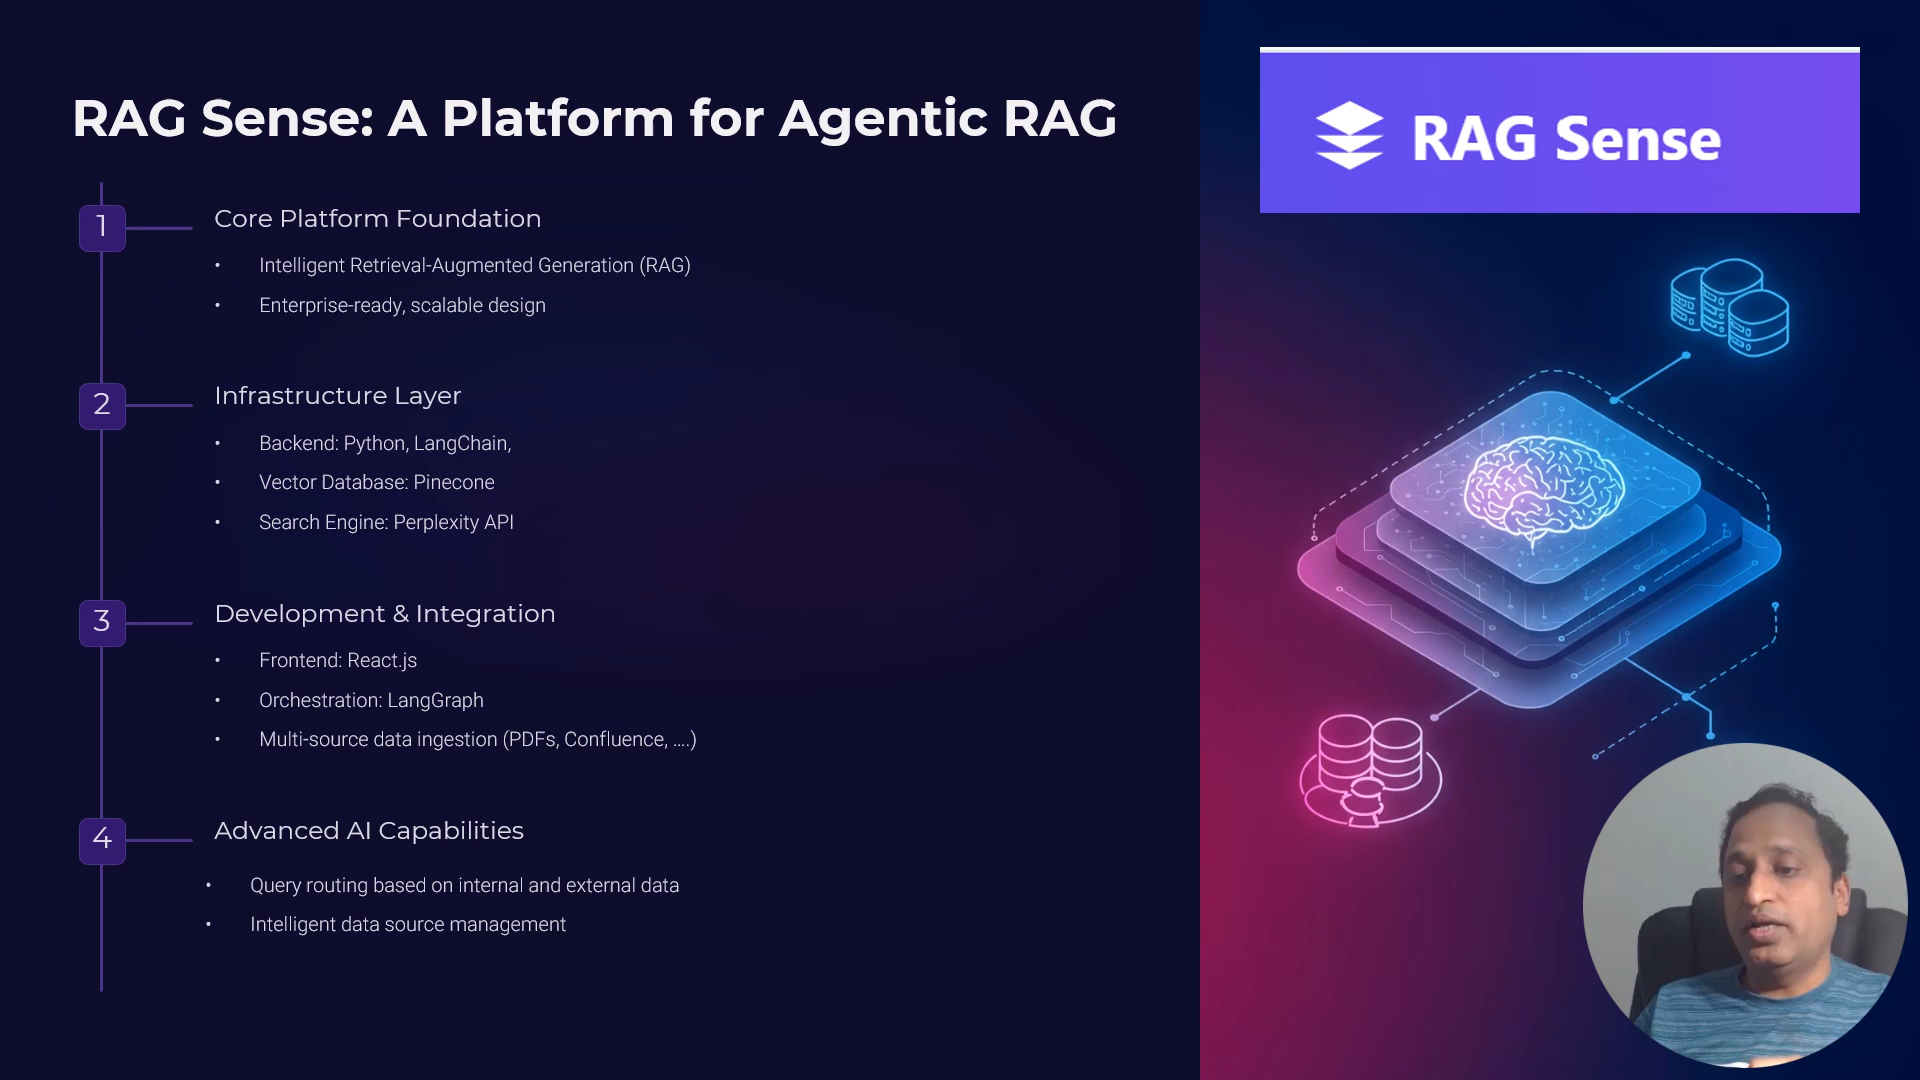 RAG Sense: A Platform for Agentic RAG
RAG Sense
1
Core Platform Foundation
• Intelligent Retrieval-Augmented Generation (RAG)
• Enterprise-ready, scalable design
2
Infrastructure Layer
• Backend: Python, LangChain,
• Vector Database: Pinecone
• Search Engine: Perplexity API
3
Development & Integration
• Frontend: React.js
• Orchestration: LangGraph
• Multi-source data ingestion (PDFs, Confluence, ....)
4
Advanced AI Capabilities
• Query routing based on internal and external data
• Intelligent data source management